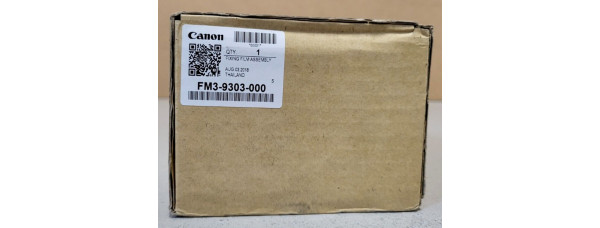 Canon
QTY. 1
FIXING FILM ASSEMBLY
THAILAND
FM3-9303-000